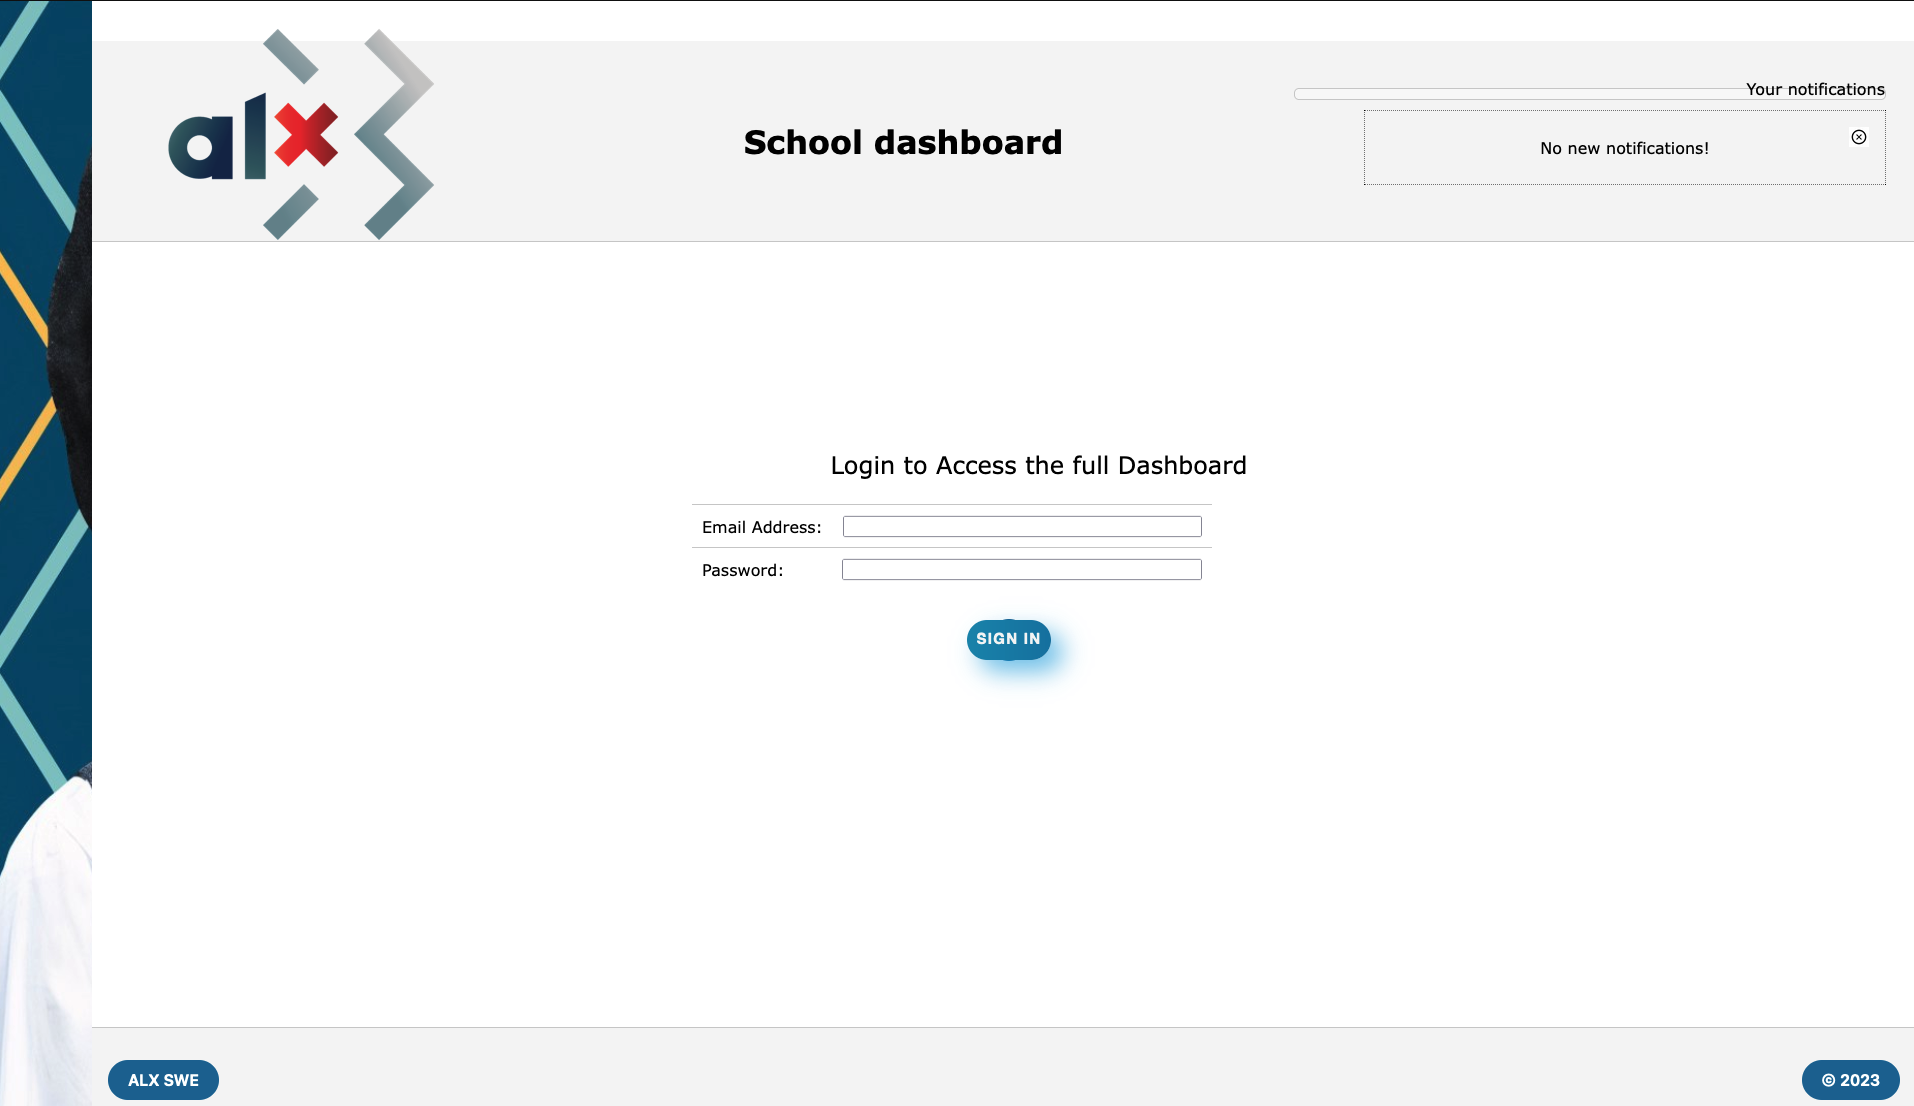 alx
School dashboard
Your notifications
No new notifications!
Login to Access the full Dashboard
Email Address:
Password:
SIGN IN
ALX SWE
© 2023